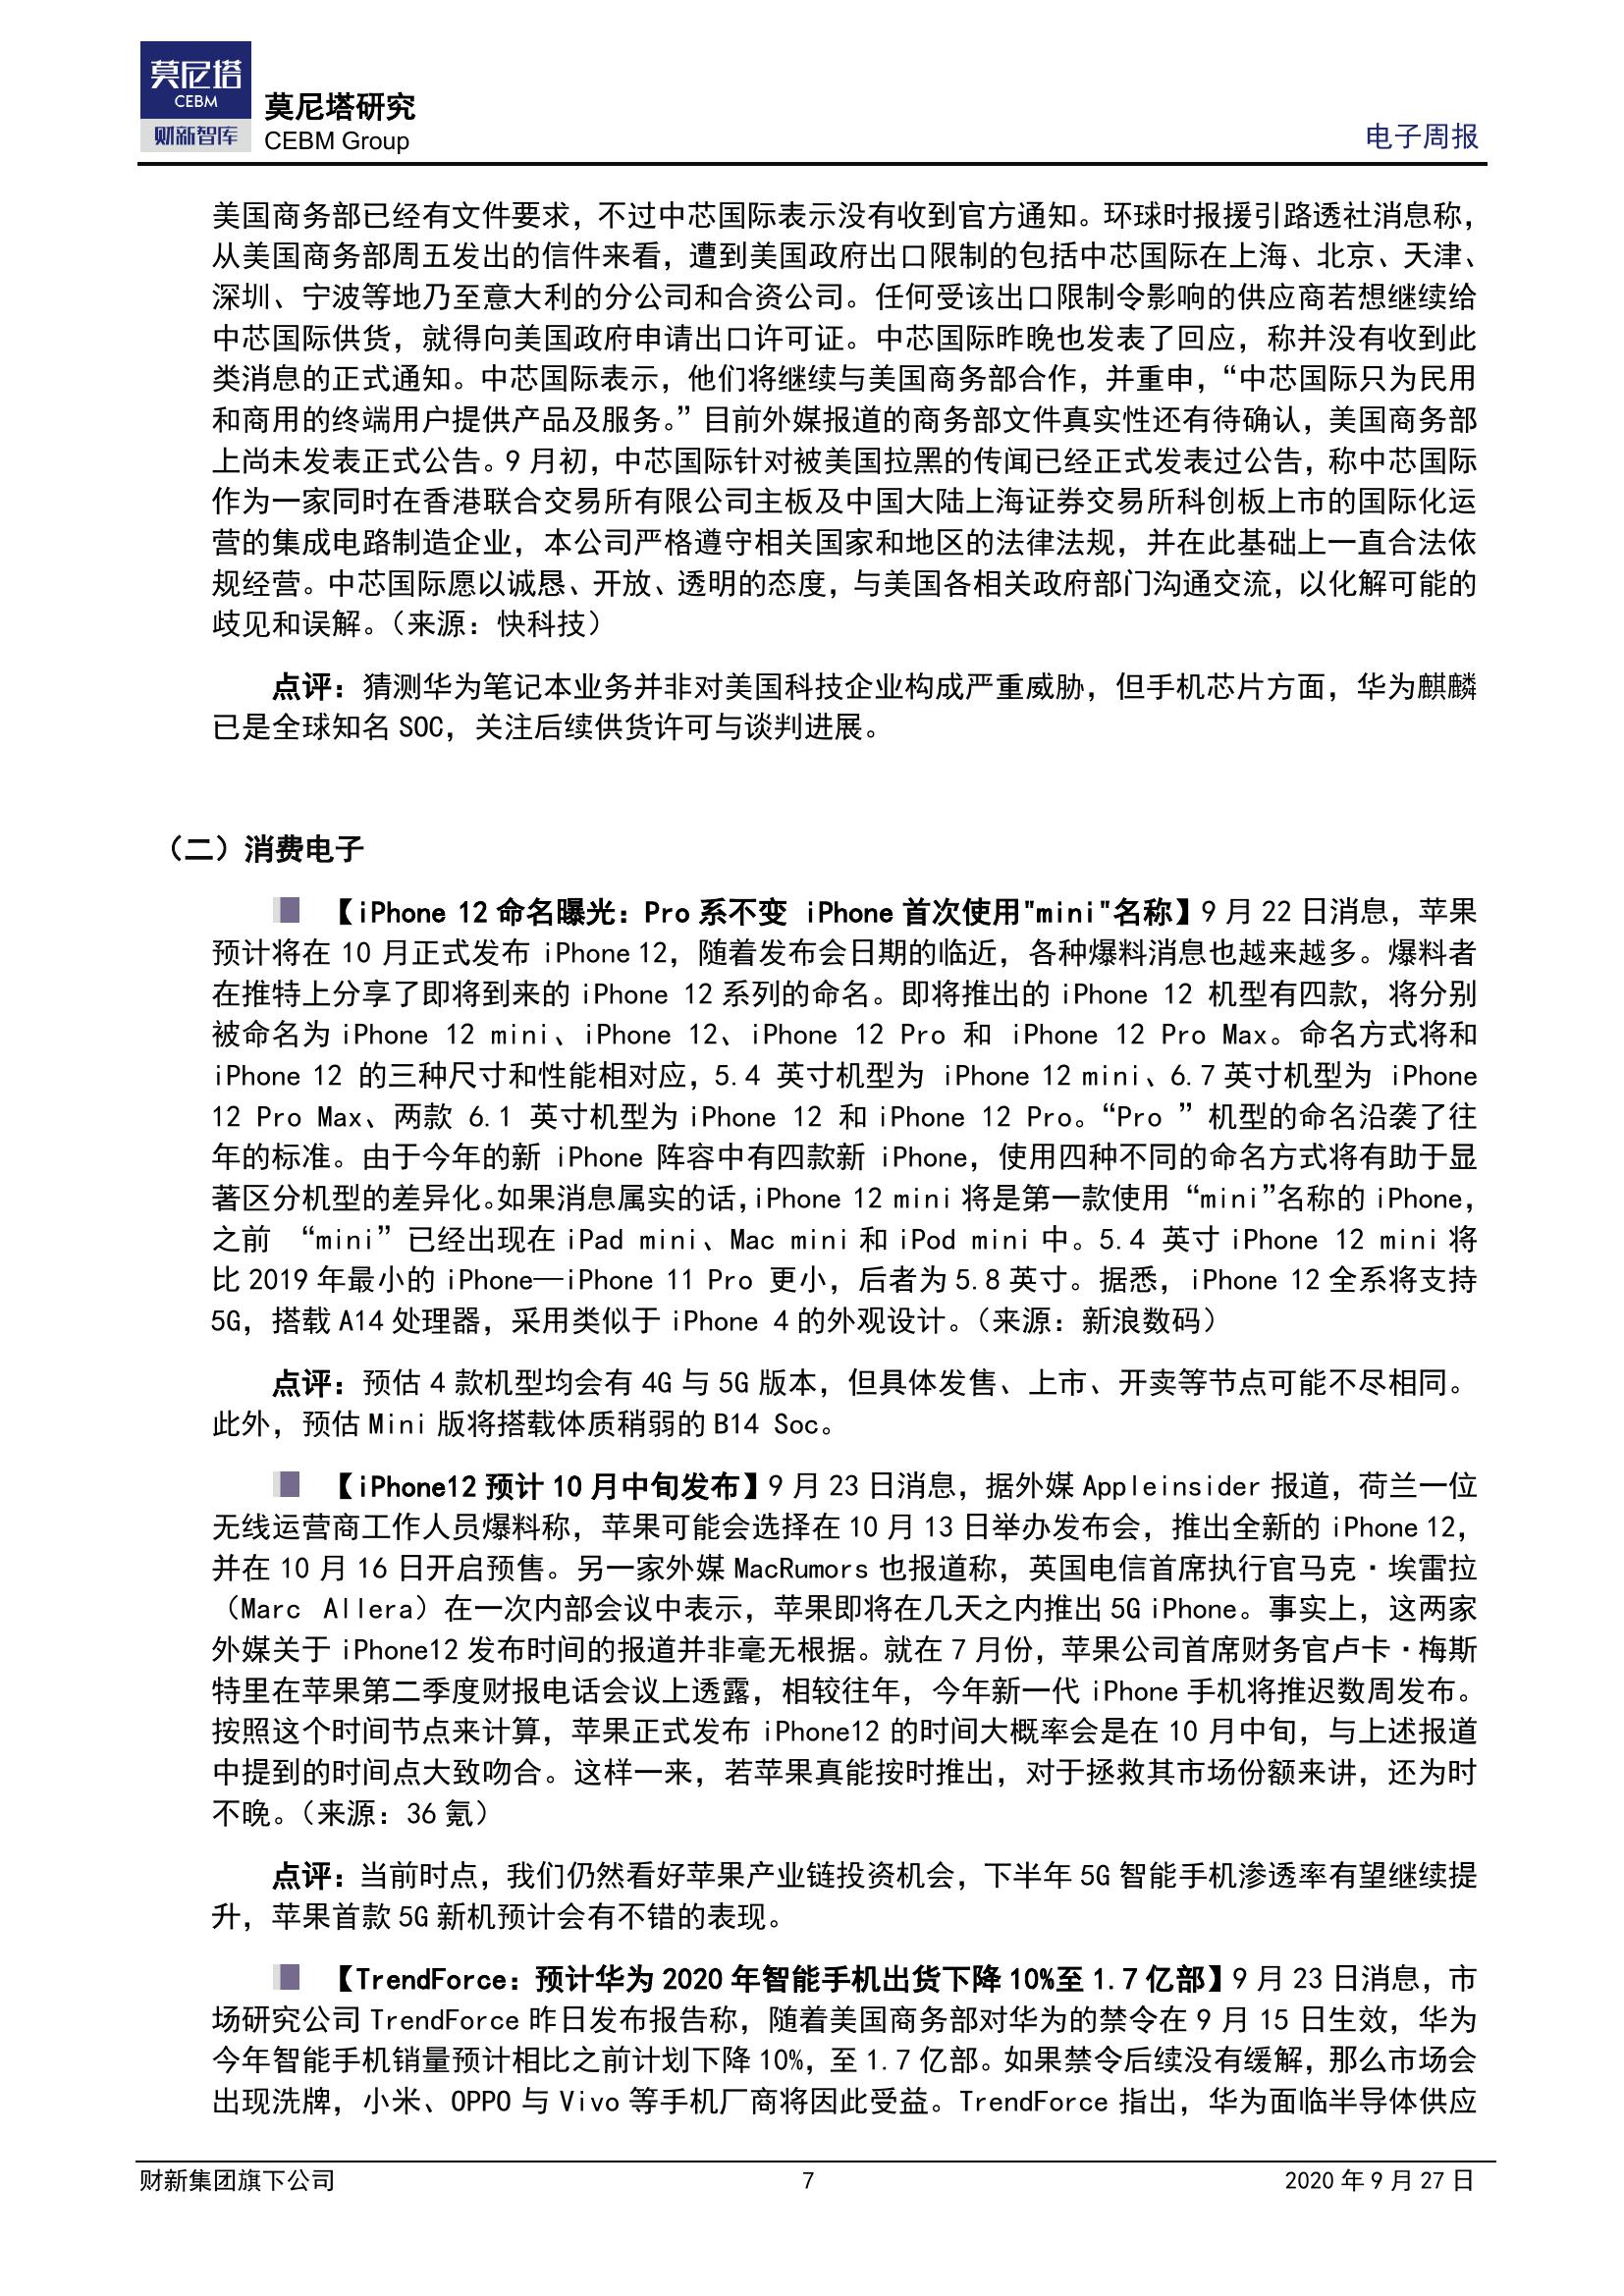 莫尼塔
CEBM
财新智库
莫尼塔研究
CEBM Group
电子周报
美国商务部已经有文件要求，不过中芯国际表示没有收到官方通知。环球时报援引路透社消息称，
从美国商务部周五发出的信件来看，遭到美国政府出口限制的包括中芯国际在上海、北京、天津、
深圳、宁波等地乃至意大利的分公司和合资公司。任何受该出口限制令影响的供应商若想继续给
中芯国际供货，就得向美国政府申请出口许可证。中芯国际昨晚也发表了回应，称并没有收到此
类消息的正式通知。中芯国际表示，他们将继续与美国商务部合作，并重申，“中芯国际只为民用
和商用的终端用户提供产品及服务。”目前外媒报道的商务部文件真实性还有待确认，美国商务部
上尚未发表正式公告。9 月初，中芯国际针对被美国拉黑的传闻已经正式发表过公告，称中芯国际
作为一家同时在香港联合交易所有限公司主板及中国大陆上海证券交易所科创板上市的国际化运
营的集成电路制造企业，本公司严格遵守相关国家和地区的法律法规，并在此基础上一直合法依
规经营。中芯国际愿以诚恳、开放、透明的态度，与美国各相关政府部门沟通交流，以化解可能的
歧见和误解。（来源：快科技）
点评：猜测华为笔记本业务并非对美国科技企业构成严重威胁，但手机芯片方面，华为麒麟
已是全球知名 SOC，关注后续供货许可与谈判进展。
（二）消费电子
【iPhone 12 命名曝光：Pro 系不变 iPhone 首次使用"mini"名称】9 月 22 日消息，苹果
预计将在 10 月正式发布 iPhone 12，随着发布会日期的临近，各种爆料消息也越来越多。爆料者
在推特上分享了即将到来的 iPhone 12 系列的命名。即将推出的 iPhone 12 机型有四款，将分别
被命名为 iPhone 12 mini、iPhone 12、iPhone 12 Pro 和 iPhone 12 Pro Max。命名方式将和
iPhone 12 的三种尺寸和性能相对应，5.4 英寸机型为 iPhone 12 mini、6.7 英寸机型为 iPhone
12 Pro Max、两款 6.1 英寸机型为 iPhone 12 和 iPhone 12 Pro。“Pro ”机型的命名沿袭了往
年的标准。由于今年的新 iPhone 阵容中有四款新 iPhone，使用四种不同的命名方式将有助于显
著区分机型的差异化。如果消息属实的话，iPhone 12 mini 将是第一款使用 “mini”名称的 iPhone，
之前 “mini”已经出现在 iPad mini、Mac mini 和 iPod mini 中。5.4 英寸 iPhone 12 mini 将
比 2019 年最小的 iPhone—iPhone 11 Pro 更小，后者为 5.8 英寸。据悉，iPhone 12 全系将支持
5G，搭载 A14 处理器，采用类似于 iPhone 4 的外观设计。（来源：新浪数码）
点评：预估 4 款机型均会有 4G 与 5G 版本，但具体发售、上市、开卖等节点可能不尽相同。
此外，预估 Mini 版将搭载体质稍弱的 B14 Soc。
【iPhone12 预计 10 月中旬发布】9 月 23 日消息，据外媒 Appleinsider 报道，荷兰一位
无线运营商工作人员爆料称，苹果可能会选择在 10 月 13 日举办发布会，推出全新的 iPhone 12，
并在 10 月 16 日开启预售。另一家外媒 MacRumors 也报道称，英国电信首席执行官马克·埃雷拉
（Marc Allera）在一次内部会议中表示，苹果即将在几天之内推出 5G iPhone。事实上，这两家
外媒关于 iPhone12 发布时间的报道并非毫无根据。就在 7 月份，苹果公司首席财务官卢卡·梅斯
特里在苹果第二季度财报电话会议上透露，相较往年，今年新一代 iPhone 手机将推迟数周发布。
按照这个时间节点来计算，苹果正式发布 iPhone12 的时间大概率会是在 10 月中旬，与上述报道
中提到的时间点大致吻合。这样一来，若苹果真能按时推出，对于拯救其市场份额来讲，还为时
不晚。（来源：36 氪）
点评：当前时点，我们仍然看好苹果产业链投资机会，下半年 5G 智能手机渗透率有望继续提
升，苹果首款 5G 新机预计会有不错的表现。
【TrendForce：预计华为 2020 年智能手机出货下降 10%至 1.7 亿部】9 月 23 日消息，市
场研究公司 TrendForce 昨日发布报告称，随着美国商务部对华为的禁令在 9 月 15 日生效，华为
今年智能手机销量预计相比之前计划下降 10%，至 1.7 亿部。如果禁令后续没有缓解，那么市场会
出现洗牌，小米、OPPO 与 Vivo 等手机厂商将因此受益。TrendForce 指出，华为面临半导体供应
财新集团旗下公司
7
2020 年 9 月 27 日